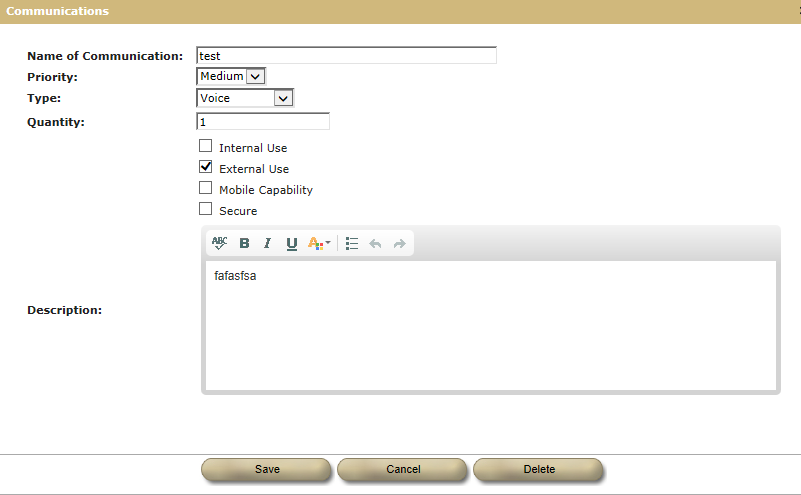 Communications
Name of Communication: test
Priority: Medium
Type: Voice
Quantity: 1
Internal Use
External Use
Mobile Capability
Secure
ABC B I U A
fafasfsa
Description:
Save Cancel Delete